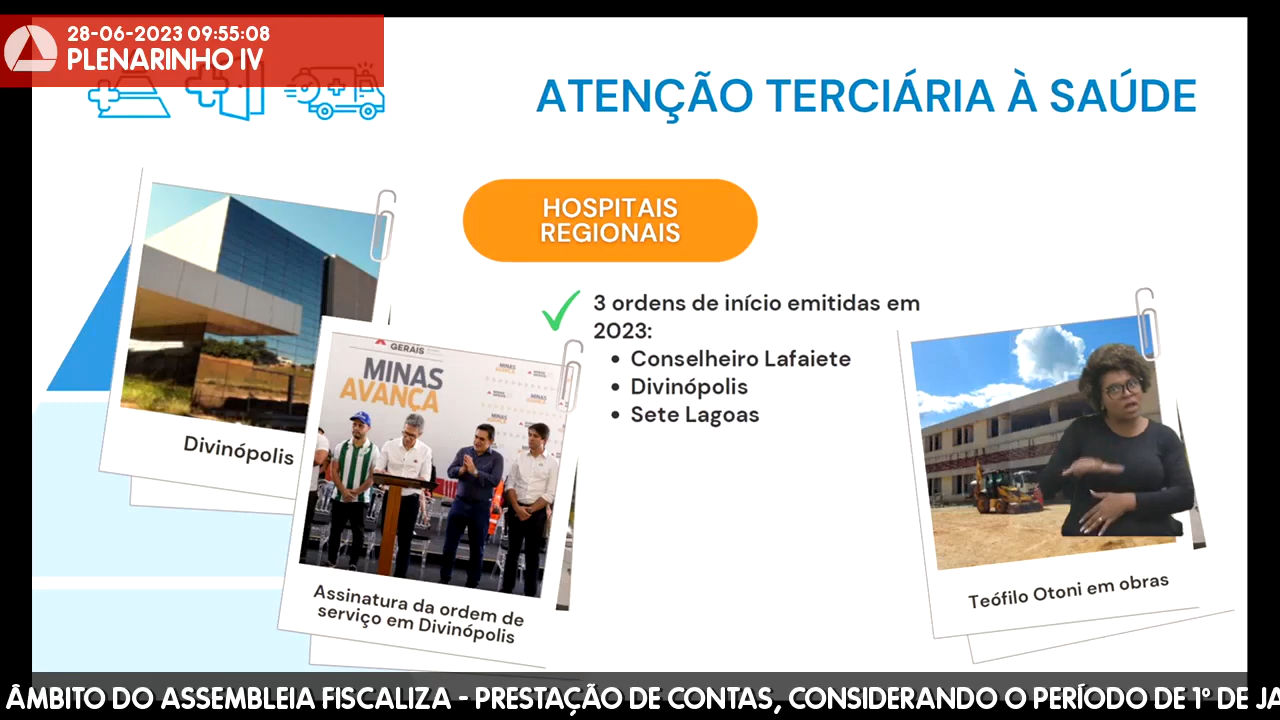 28-06-2023 09:55:08
PLENARINHO IV
ATENÇÃO TERCIÁRIA À SAÚDE
HOSPITAIS
REGIONAIS
3 ordens de início emitidas em
2023:
• Conselheiro Lafaiete
• Divinópolis
• Sete Lagoas
Divinópolis
GERAIS
MINAS
AVANÇA
Assinatura da ordem de
serviço em Divinópolis
Teófilo Otoni em obras
ÂMBITO DO ASSEMBLEIA FISCALIZA - PRESTAÇÃO DE CONTAS, CONSIDERANDO O PERÍODO DE 1º DE JA